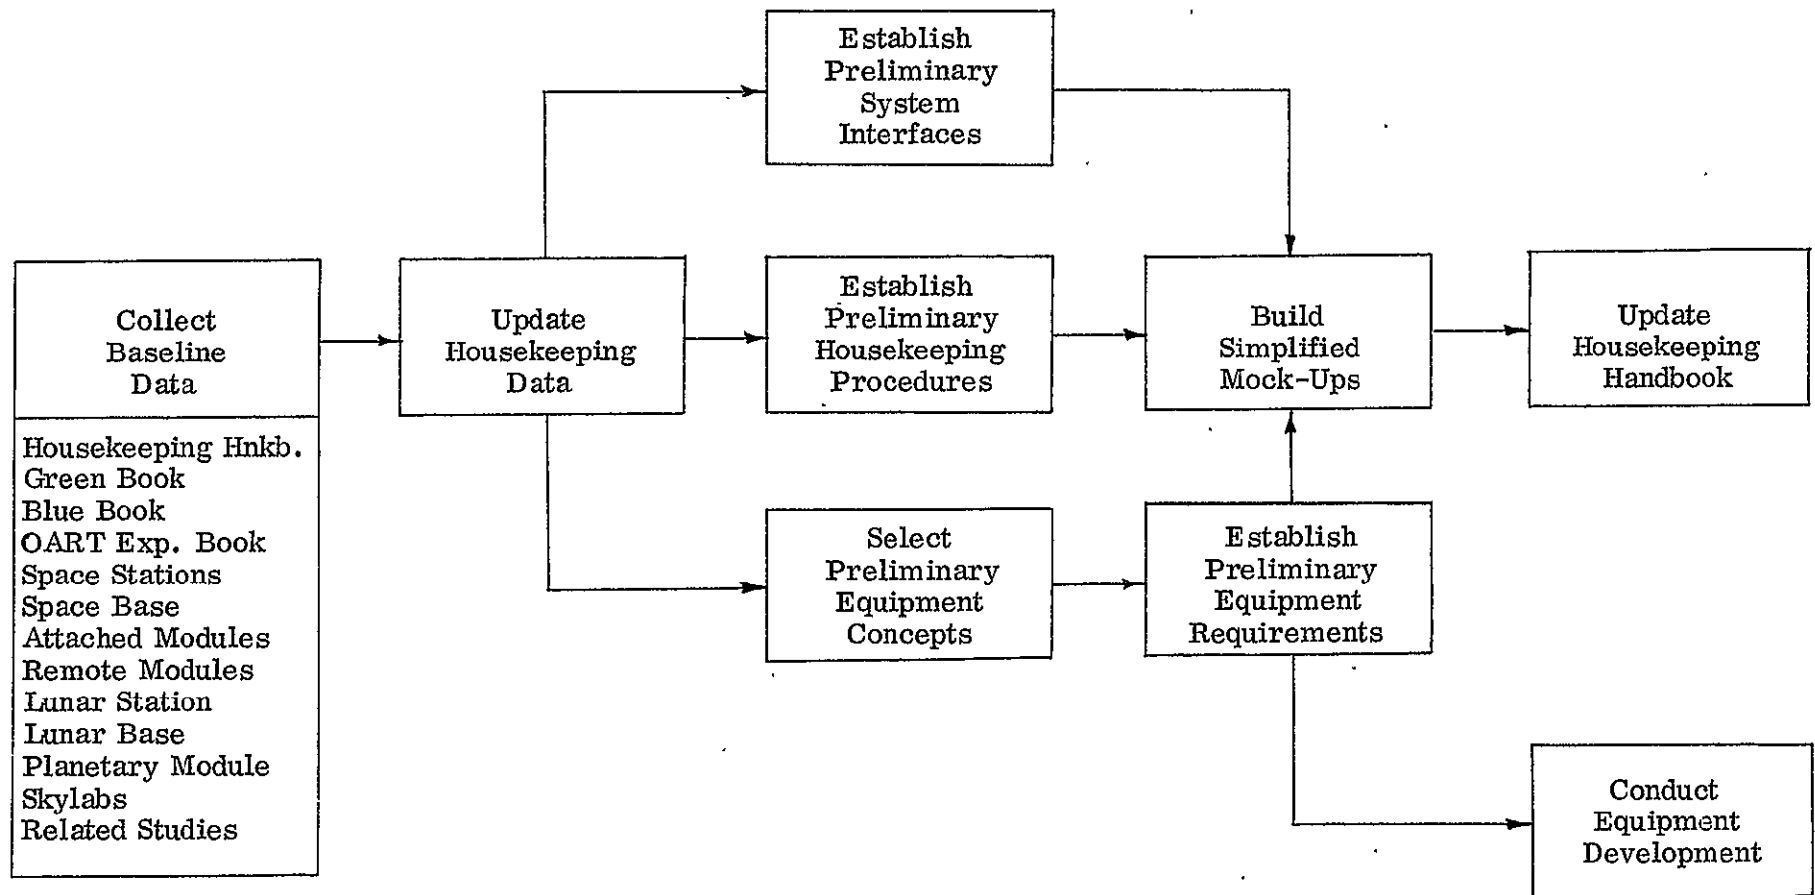 Establish
Preliminary
System
Interfaces
Collect
Baseline
Data
Housekeeping Hnkb.
Green Book
Blue Book
OART Exp. Book
Space Stations
Space Base
Attached Modules
Remote Modules
Lunar Station
Lunar Base
Planetary Module
Skylabs
Related Studies
Update
Housekeeping
Data
Establish
Preliminary
Housekeeping
Procedures
Build
Simplified
Mock-Ups
Update
Housekeeping
Handbook
Select
Preliminary
Equipment
Concepts
Establish
Preliminary
Equipment
Requirements
Conduct
Equipment
Development